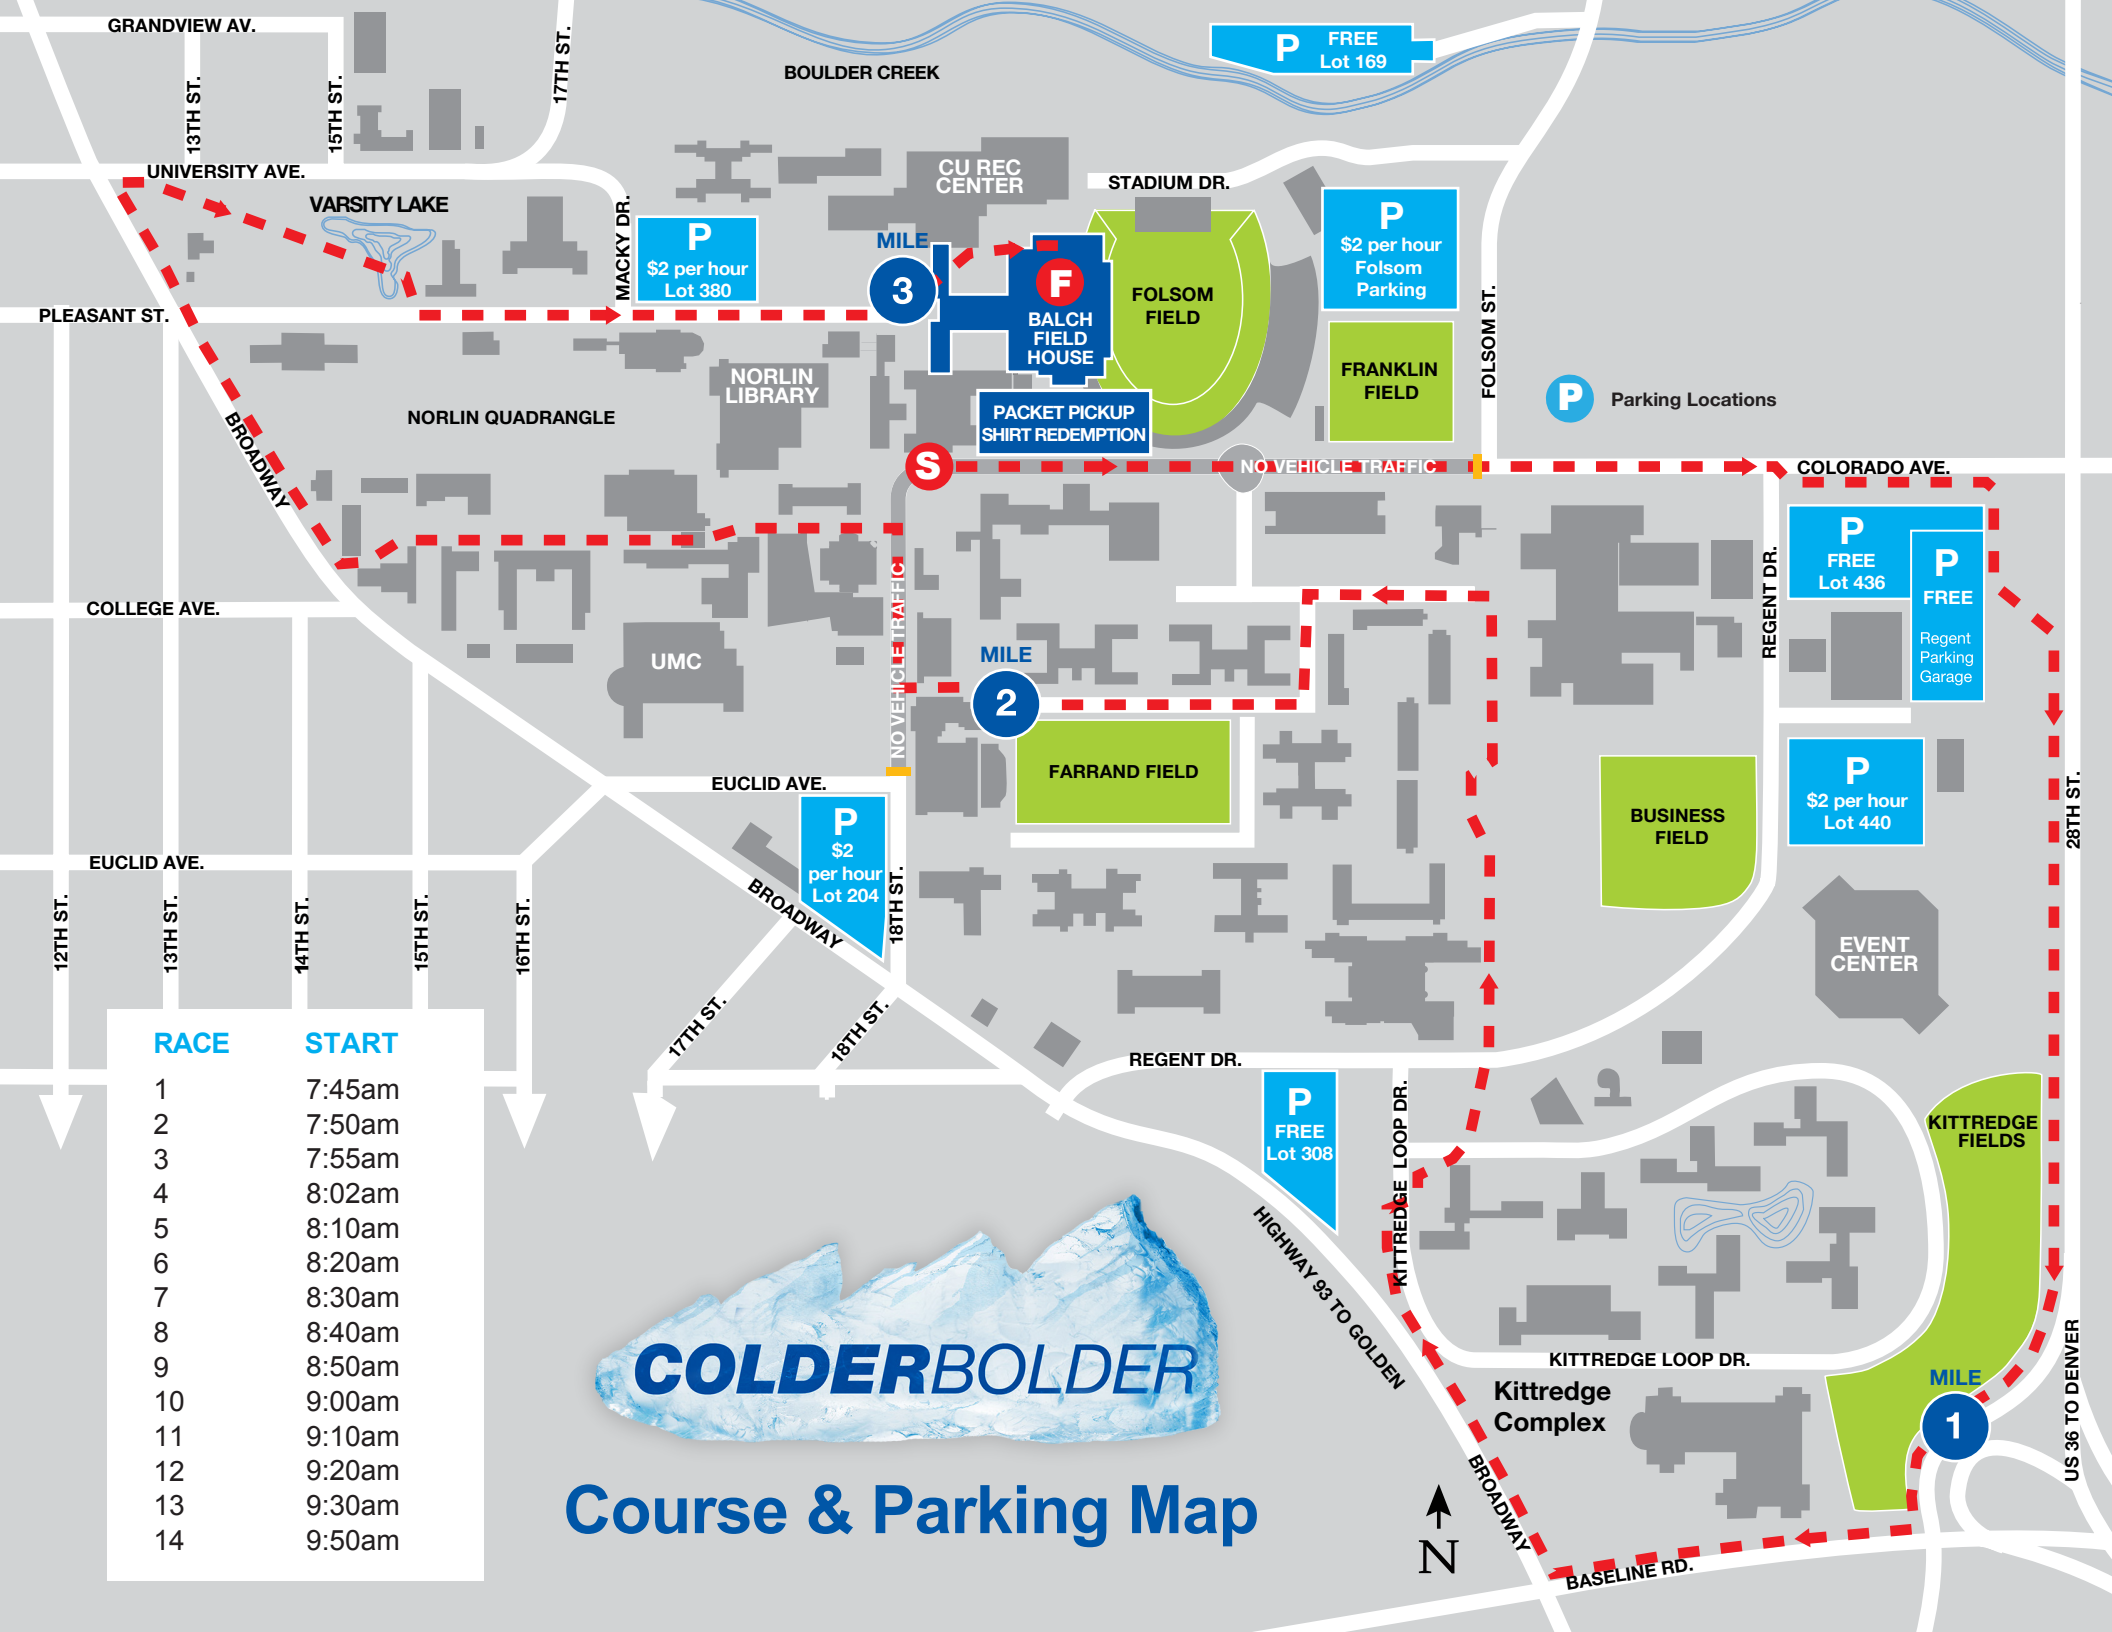 GRANDVIEW AV.
13TH ST.
15TH ST.
17TH ST.
BOULDER CREEK
P
FREE
Lot 169
UNIVERSITY AVE.
VARSITY LAKE
MACKY DR.
P
$2 per hour
Lot 380
CU REC
CENTER
STADIUM DR.
MILE
3
F
BALCH
FIELD
HOUSE
FOLSOM
FIELD
P
$2 per hour
Folsom
Parking
FRANKLIN
FIELD
FOLSOM ST.
P
Parking Locations
PLEASANT ST.
NORLIN
LIBRARY
NORLIN QUADRANGLE
PACKET PICKUP
SHIRT REDEMPTION
BROADWAY
S
NO VEHICLE TRAFFIC
COLORADO AVE.
P
FREE
Lot 436
P
FREE
Regent
Parking
Garage
REGENT DR.
COLLEGE AVE.
UMC
NO VEHICLE TRAFFIC
MILE
2
FARRAND FIELD
EUCLID AVE.
P
$2
per hour
Lot 204
18TH ST.
BUSINESS
FIELD
P
$2 per hour
Lot 440
28TH ST.
EUCLID AVE.
12TH ST.
13TH ST.
14TH ST.
15TH ST.
16TH ST.
BROADWAY
17TH ST.
18TH ST.
EVENT
CENTER
REGENT DR.
P
FREE
Lot 308
KITTREDGE LOOP DR.
KITTREDGE
FIELDS
HIGHWAY 93 TO GOLDEN
KITTREDGE LOOP DR.
Kittredge
Complex
MILE
1
US 36 TO DENVER
BROADWAY
BASELINE RD.
N
RACE START
1 7:45am
2 7:50am
3 7:55am
4 8:02am
5 8:10am
6 8:20am
7 8:30am
8 8:40am
9 8:50am
10 9:00am
11 9:10am
12 9:20am
13 9:30am
14 9:50am
COLDERBOLDER
Course & Parking Map